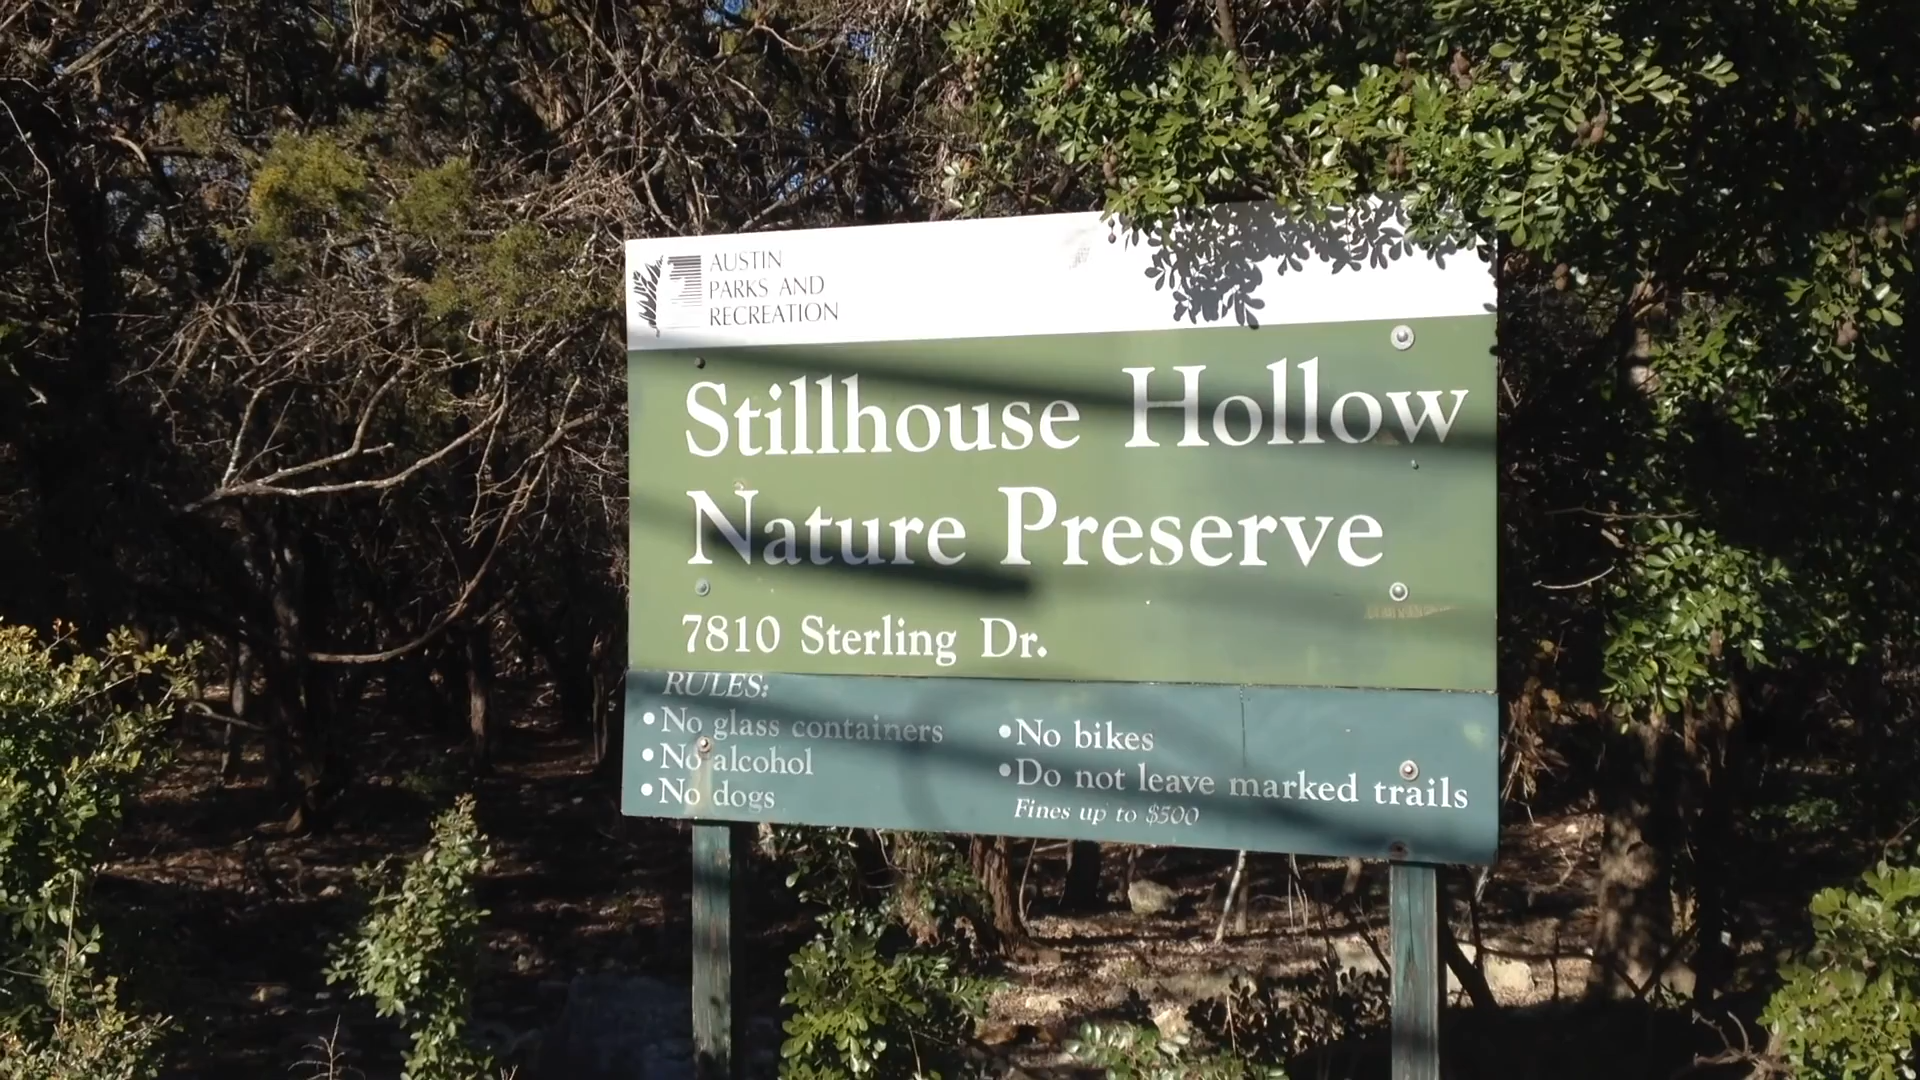 AUSTIN
PARKS AND
RECREATION
Stillhouse Hollow
Nature Preserve
7810 Sterling Dr.
RULES:
•No glass containers
•No alcohol
•No dogs
•No bikes
•Do not leave marked trails
Fines up to $500